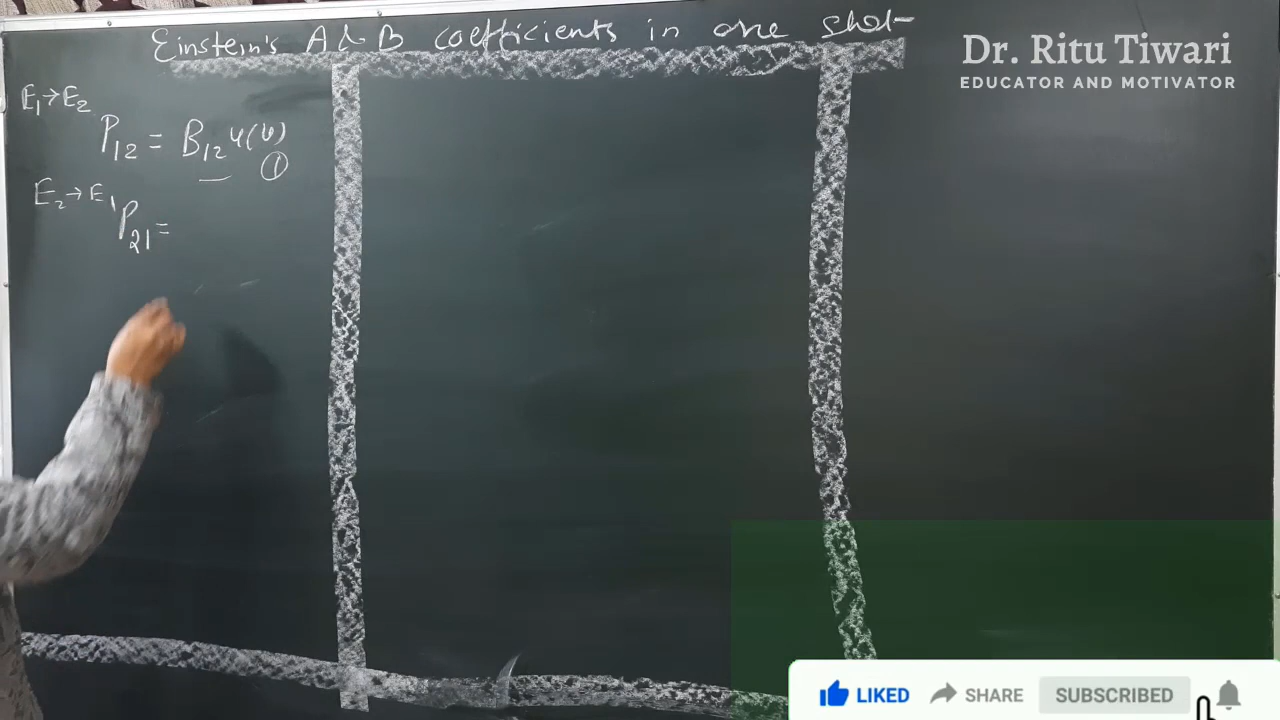 Einstein's A & B coefficients in one shot
Dr. Ritu Tiwari
EDUCATOR AND MOTIVATOR
E₁→E₂
P₁₂ = B₁₂ u(ν)
①
E₂→E₁
P₂₁ =
LIKED SHARE SUBSCRIBED